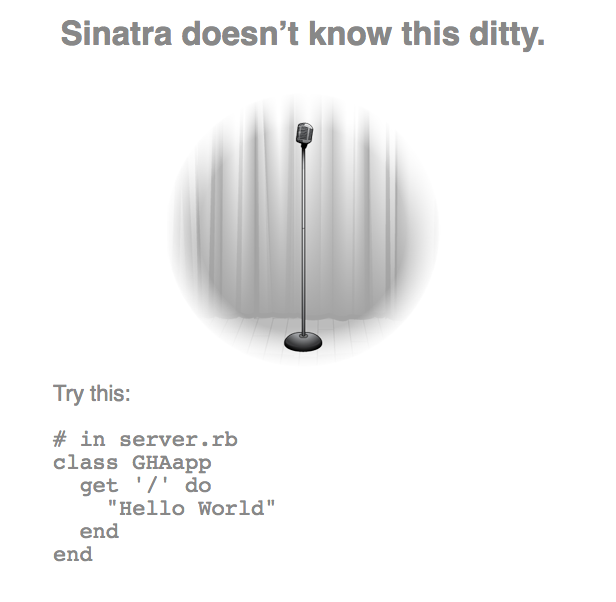 Sinatra doesn’t know this ditty.
Try this:
# in server.rb
class GHAapp
  get '/' do
    "Hello World"
  end
end